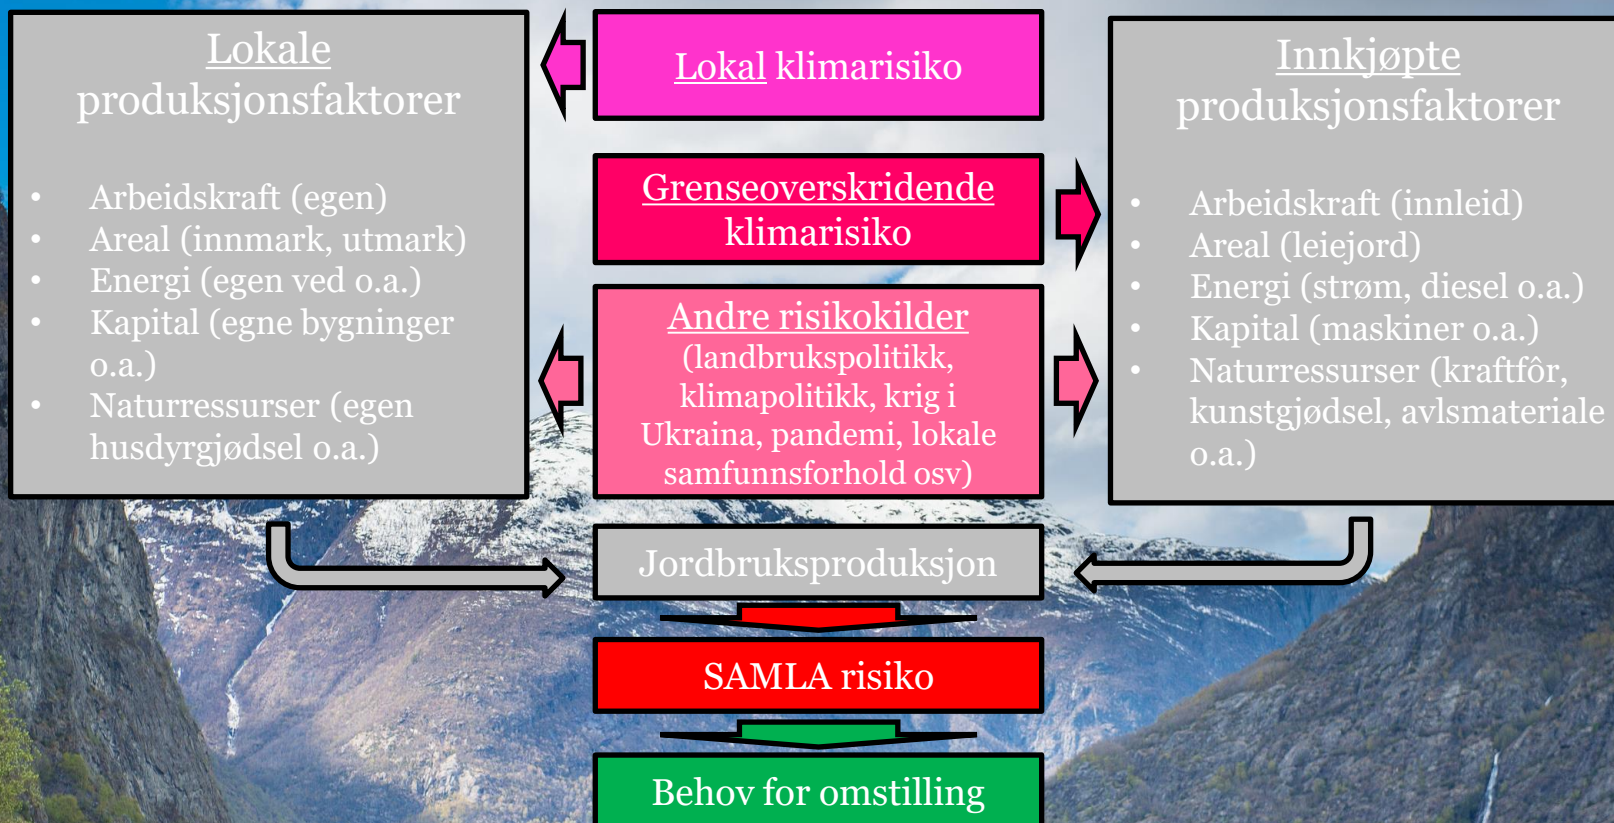 Lokale
produksjonsfaktorer
• Arbeidskraft (egen)
• Areal (innmark, utmark)
• Energi (egen ved o.a.)
• Kapital (egne bygninger
o.a.)
• Naturressurser (egen
husdyrgjødsel o.a.)
Lokal klimarisiko
Grenseoverskridende
klimarisiko
Andre risikokilder
(landbrukspolitikk,
klimapolitikk, krig i
Ukraina, pandemi, lokale
samfunnsforhold osv)
Innkjøpte
produksjonsfaktorer
• Arbeidskraft (innleid)
• Areal (leiejord)
• Energi (strøm, diesel o.a.)
• Kapital (maskiner o.a.)
• Naturressurser (kraftfôr,
kunstgjødsel, avlsmateriale
o.a.)
Jordbruksproduksjon
SAMLA risiko
Behov for omstilling